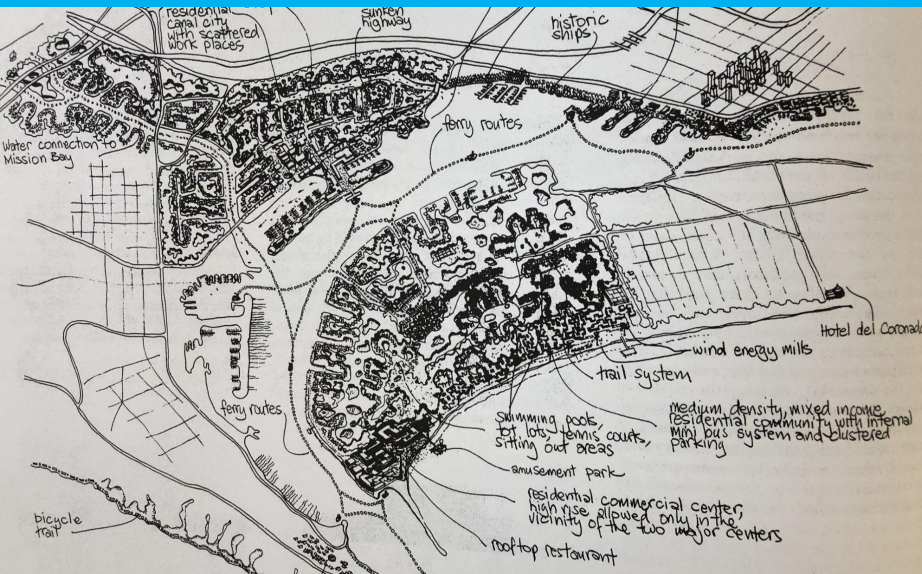 residential
canal city
with scattered
work places
sunken
highway
historic
ships
ferry routes
Water connection to
Mission Bay
Hotel del Coronado
wind energy mills
trail system
ferry routes
swimming pools,
tot lots, tennis courts,
sitting out areas
medium, density, mixed income,
residential community with internal
mini bus system and clustered
parking
amusement park
residential commercial center,
high rise allowed only in the
vicinity of the two major centers
bicycle
trail
rooftop restaurant